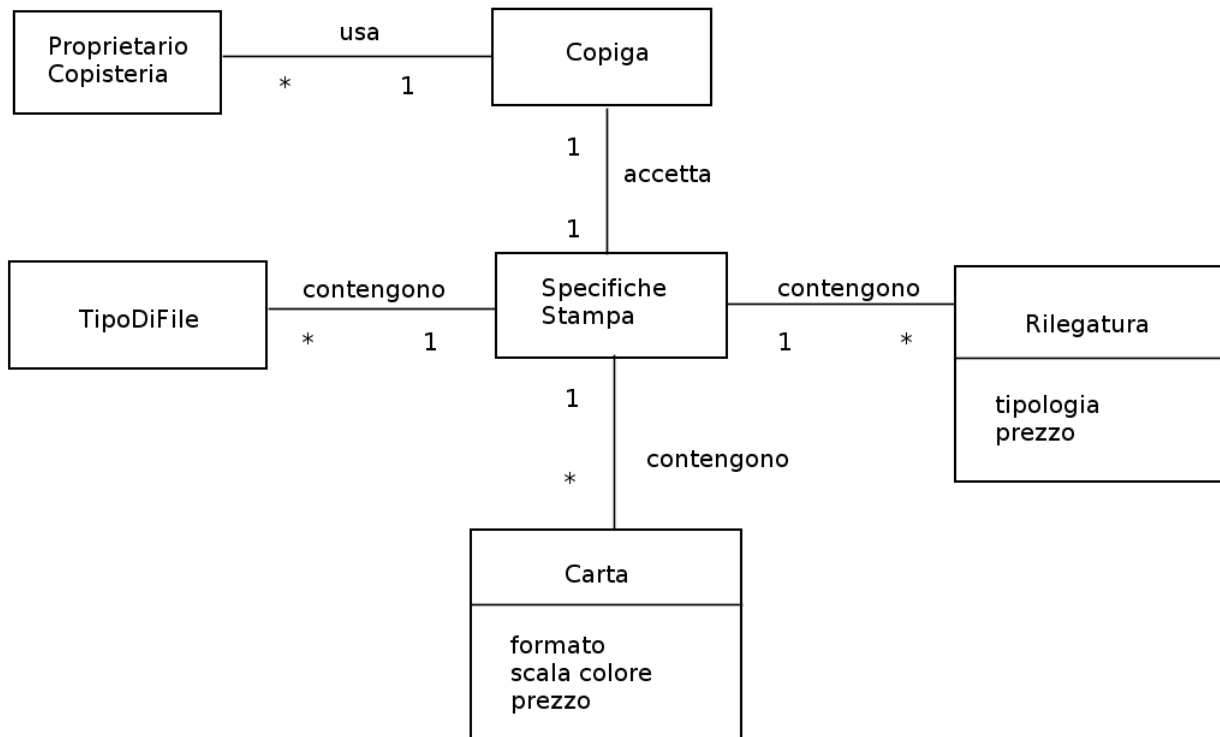 Proprietario
Copisteria
usa
*
1
Copiga
1
accetta
1
TipoDiFile
contengono
*
1
Specifiche
Stampa
contengono
1
*
Rilegatura
tipologia
prezzo
1
contengono
*
Carta
formato
scala colore
prezzo